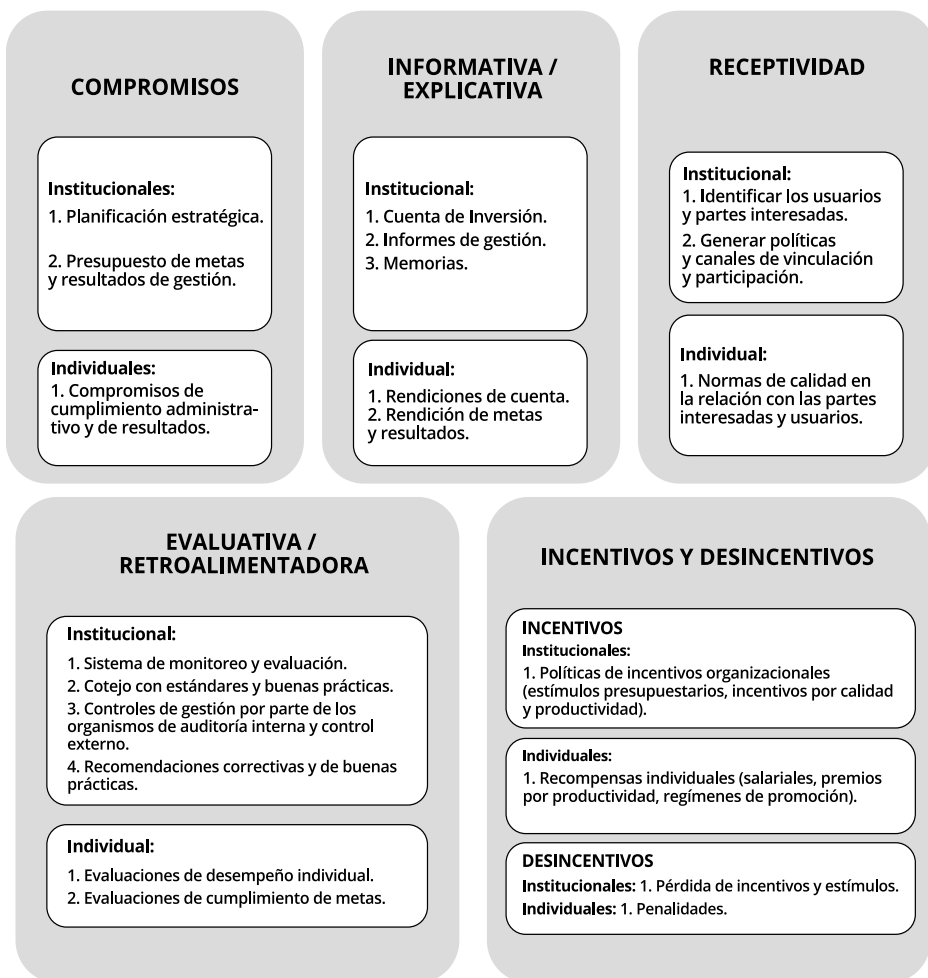 COMPROMISOS
Institucionales:
1. Planificación estratégica.
2. Presupuesto de metas
y resultados de gestión.
Individuales:
1. Compromisos de
cumplimiento administra-
tivo y de resultados.
INFORMATIVA /
EXPLICATIVA
Institucional:
1. Cuenta de Inversión.
2. Informes de gestión.
3. Memorias.
Individual:
1. Rendiciones de cuenta.
2. Rendición de metas
y resultados.
RECEPTIVIDAD
Institucional:
1. Identificar los usuarios
y partes interesadas.
2. Generar políticas
y canales de vinculación
y participación.
Individual:
1. Normas de calidad en
la relación con las partes
interesadas y usuarios.
EVALUATIVA /
RETROALIMENTADORA
Institucional:
1. Sistema de monitoreo y evaluación.
2. Cotejo con estándares y buenas prácticas.
3. Controles de gestión por parte de los
organismos de auditoría interna y control
externo.
4. Recomendaciones correctivas y de buenas
prácticas.
Individual:
1. Evaluaciones de desempeño individual.
2. Evaluaciones de cumplimiento de metas.
INCENTIVOS Y DESINCENTIVOS
INCENTIVOS
Institucionales:
1. Políticas de incentivos organizacionales
(estímulos presupuestarios, incentivos por calidad
y productividad).
Individuales:
1. Recompensas individuales (salariales, premios
por productividad, regímenes de promoción).
DESINCENTIVOS
Institucionales: 1. Pérdida de incentivos y estímulos.
Individuales: 1. Penalidades.